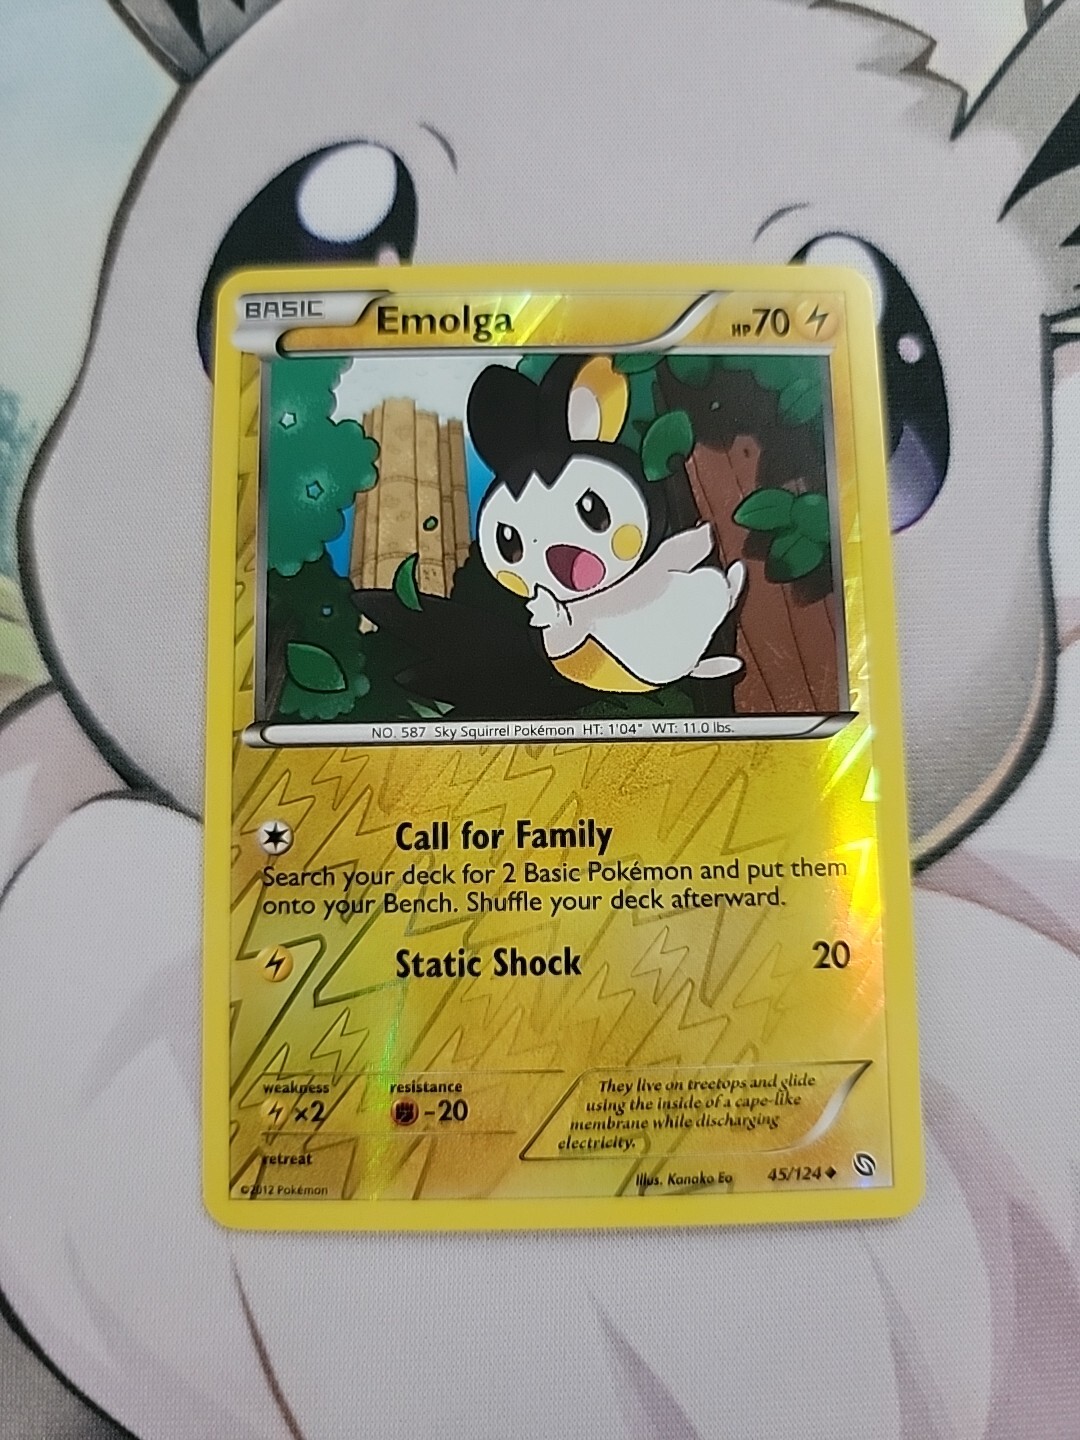 BASIC
Emolga
HP70
NO. 587 Sky Squirrel Pokémon HT: 1'04" WT: 11.0 lbs.
Call for Family
Search your deck for 2 Basic Pokémon and put them
onto your Bench. Shuffle your deck afterward.
Static Shock 20
weakness resistance
×2 -20
retreat
They live on treetops and glide
using the inside of a cape-like
membrane while discharging
electricity.
©2012 Pokémon
Illus. Kanako Eo 45/124